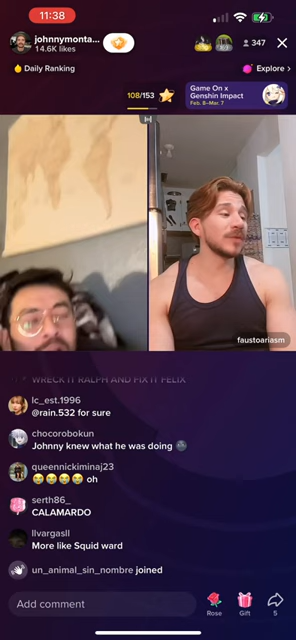 11:38
johnnymonta...
14.6K likes
347
Daily Ranking
Explore >
108/153
Game On x
Genshin Impact
Feb. 8-Mar. 7
faustoariasm
WRECK IT RALPH AND FIX IT FELIX
lc_est.1996
@rain.532 for sure
chocorobokun
Johnny knew what he was doing 🌚
queennickiminaj23
😭😭😭😭 oh
serth86_
CALAMARDO
llvargasll
More like Squid ward
un_animal_sin_nombre joined
Add comment
Rose
Gift
5